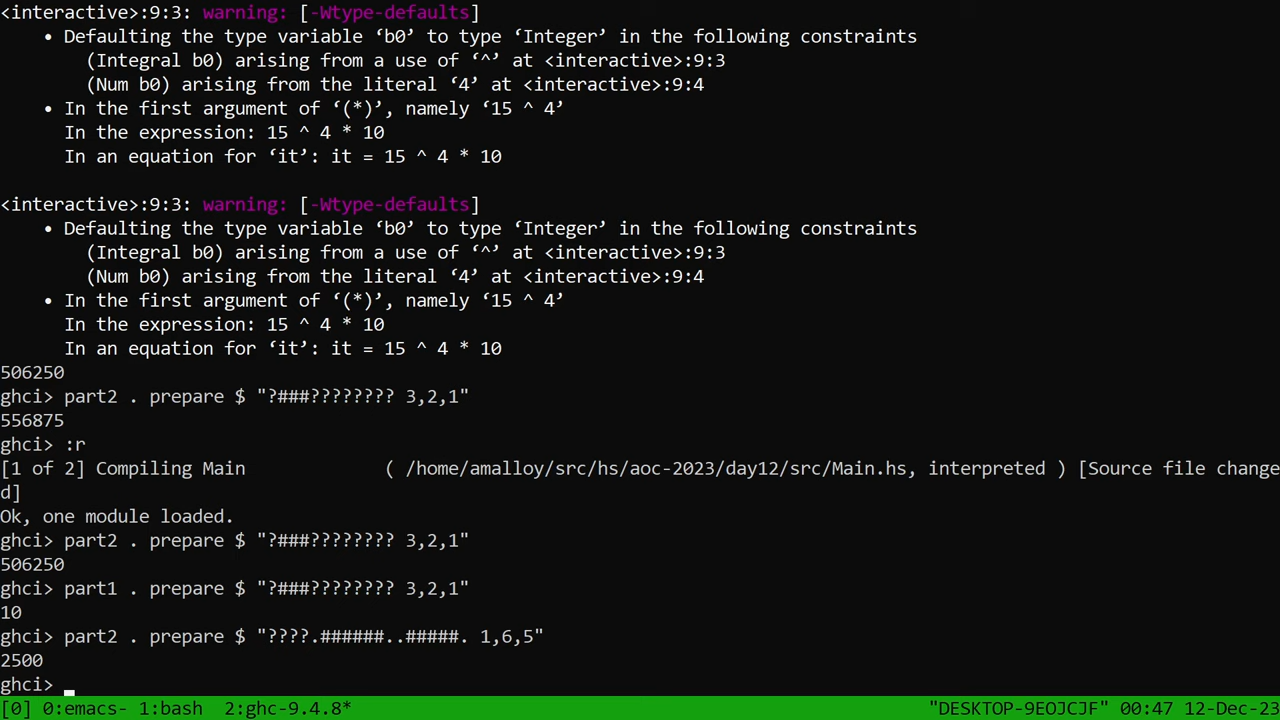 <interactive>:9:3: warning: [-Wtype-defaults]
    • Defaulting the type variable ‘b0’ to type ‘Integer’ in the following constraints
        (Integral b0) arising from a use of ‘^’ at <interactive>:9:3
        (Num b0) arising from the literal ‘4’ at <interactive>:9:4
    • In the first argument of ‘(*)’, namely ‘15 ^ 4’
      In the expression: 15 ^ 4 * 10
      In an equation for ‘it’: it = 15 ^ 4 * 10
<interactive>:9:3: warning: [-Wtype-defaults]
    • Defaulting the type variable ‘b0’ to type ‘Integer’ in the following constraints
        (Integral b0) arising from a use of ‘^’ at <interactive>:9:3
        (Num b0) arising from the literal ‘4’ at <interactive>:9:4
    • In the first argument of ‘(*)’, namely ‘15 ^ 4’
      In the expression: 15 ^ 4 * 10
      In an equation for ‘it’: it = 15 ^ 4 * 10
506250
ghci> part2 . prepare $ "?###???????? 3,2,1"
556875
ghci> :r
[1 of 2] Compiling Main             ( /home/amalloy/src/hs/aoc-2023/day12/src/Main.hs, interpreted ) [Source file change
d]
Ok, one module loaded.
ghci> part2 . prepare $ "?###???????? 3,2,1"
506250
ghci> part1 . prepare $ "?###???????? 3,2,1"
10
ghci> part2 . prepare $ "????.######..#####. 1,6,5"
2500
ghci>
[0] 0:emacs- 1:bash  2:ghc-9.4.8* "DESKTOP-9EOJCJF" 00:47 12-Dec-23